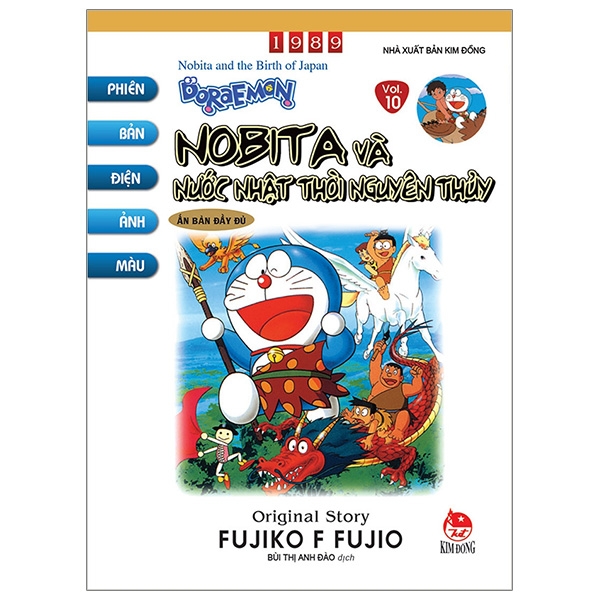 1989
NHÀ XUẤT BẢN KIM ĐỒNG
Nobita and the Birth of Japan
DORAEMON
Vol.
10
PHIÊN
BẢN
ĐIỆN
ẢNH
MÀU
NOBITA VÀ
NƯỚC NHẬT THỜI NGUYÊN THỦY
ẤN BẢN ĐẦY ĐỦ
Original Story
FUJIKO F FUJIO
BÙI THỊ ANH ĐÀO dịch
KIM ĐỒNG